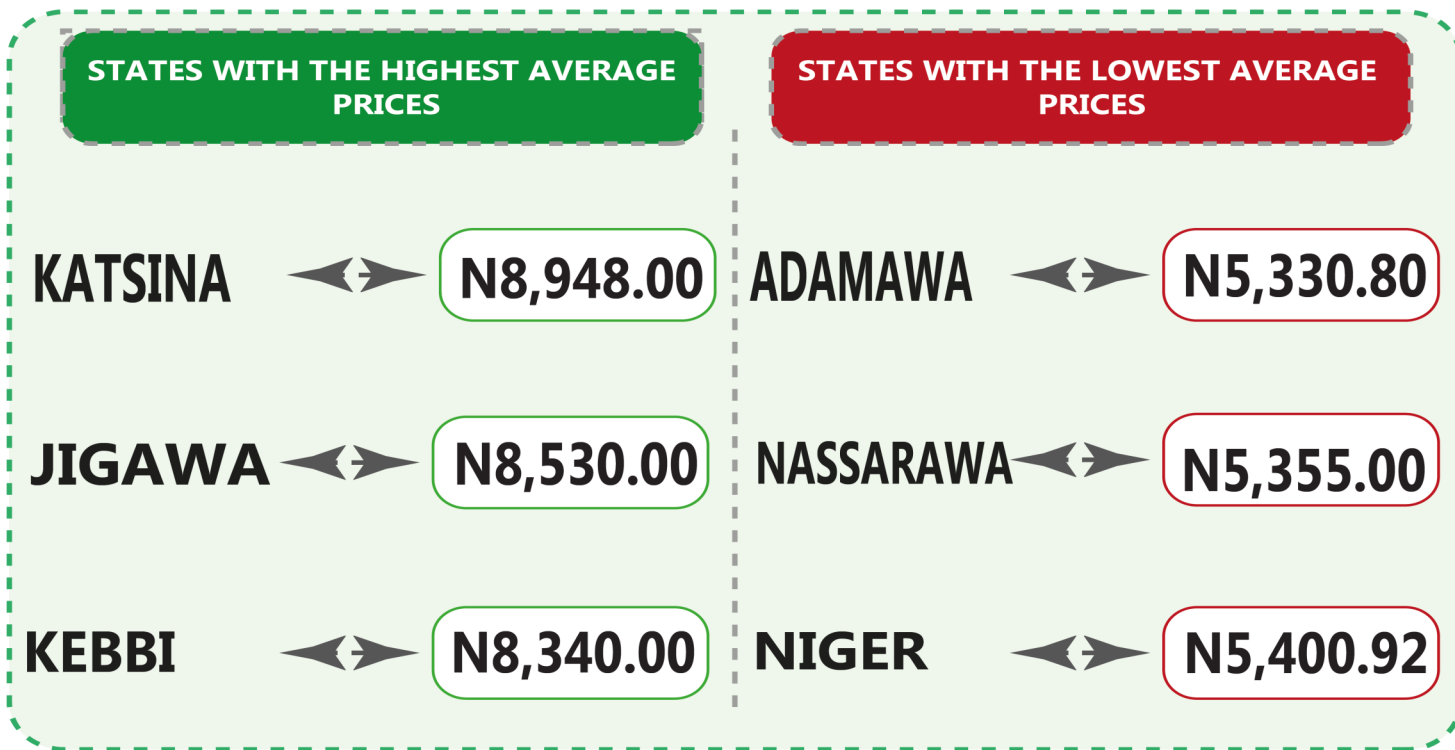 STATES WITH THE HIGHEST AVERAGE
PRICES
KATSINA N8,948.00
JIGAWA N8,530.00
KEBBI N8,340.00
STATES WITH THE LOWEST AVERAGE
PRICES
ADAMAWA N5,330.80
NASSARAWA N5,355.00
NIGER N5,400.92